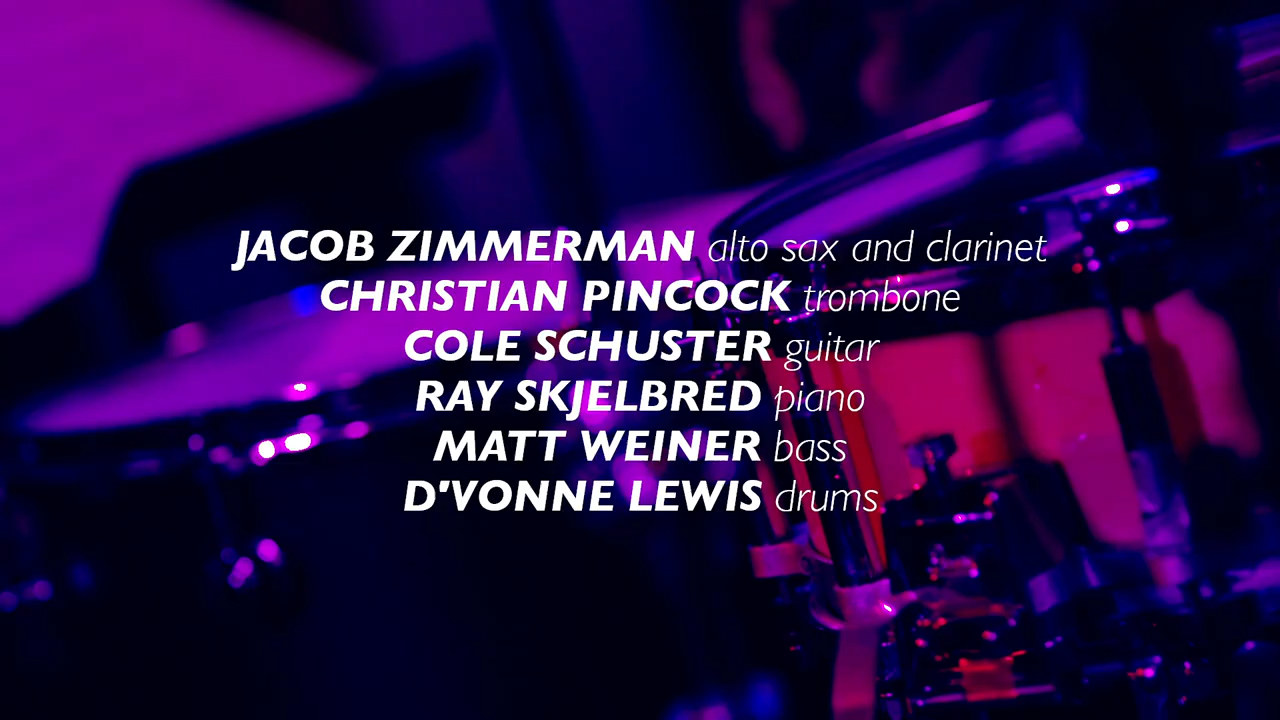 JACOB ZIMMERMAN alto sax and clarinet
CHRISTIAN PINCOCK trombone
COLE SCHUSTER guitar
RAY SKJELBRED piano
MATT WEINER bass
D'VONNE LEWIS drums